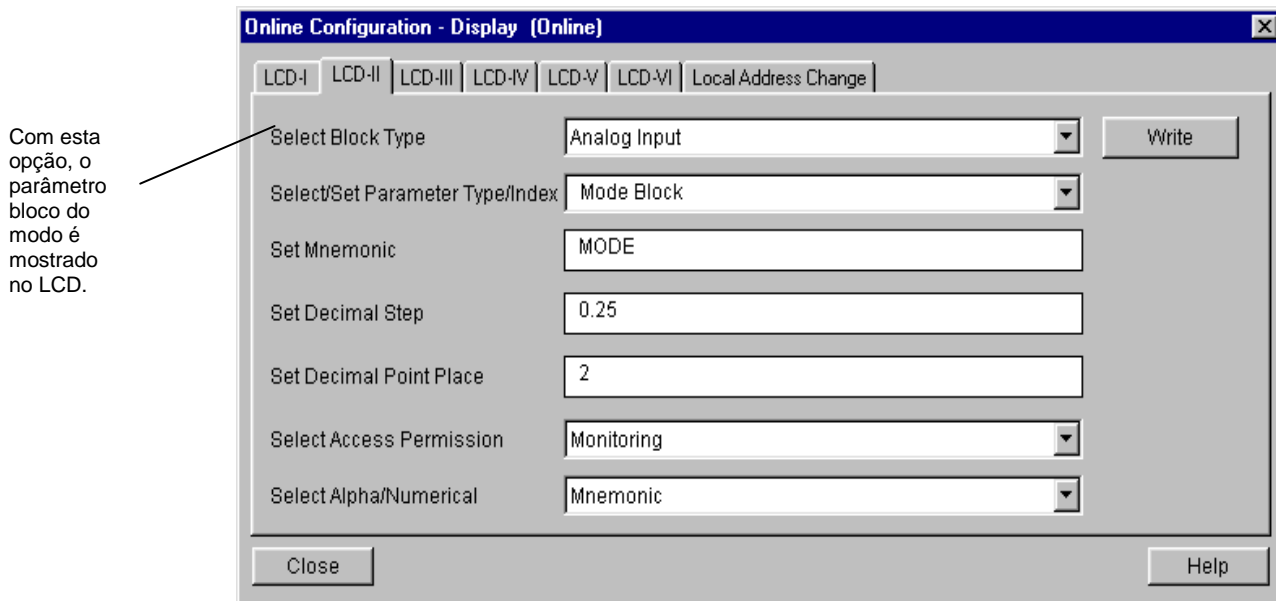 Online Configuration - Display (Online)
LCD-I LCD-II LCD-III LCD-IV LCD-V LCD-VI Local Address Change
Com esta
opção, o
parâmetro
bloco do
modo é
mostrado
no LCD.
Select Block Type Analog Input Write
Select/Set Parameter Type/Index Mode Block
Set Mnemonic MODE
Set Decimal Step 0.25
Set Decimal Point Place 2
Select Access Permission Monitoring
Select Alpha/Numerical Mnemonic
Close Help